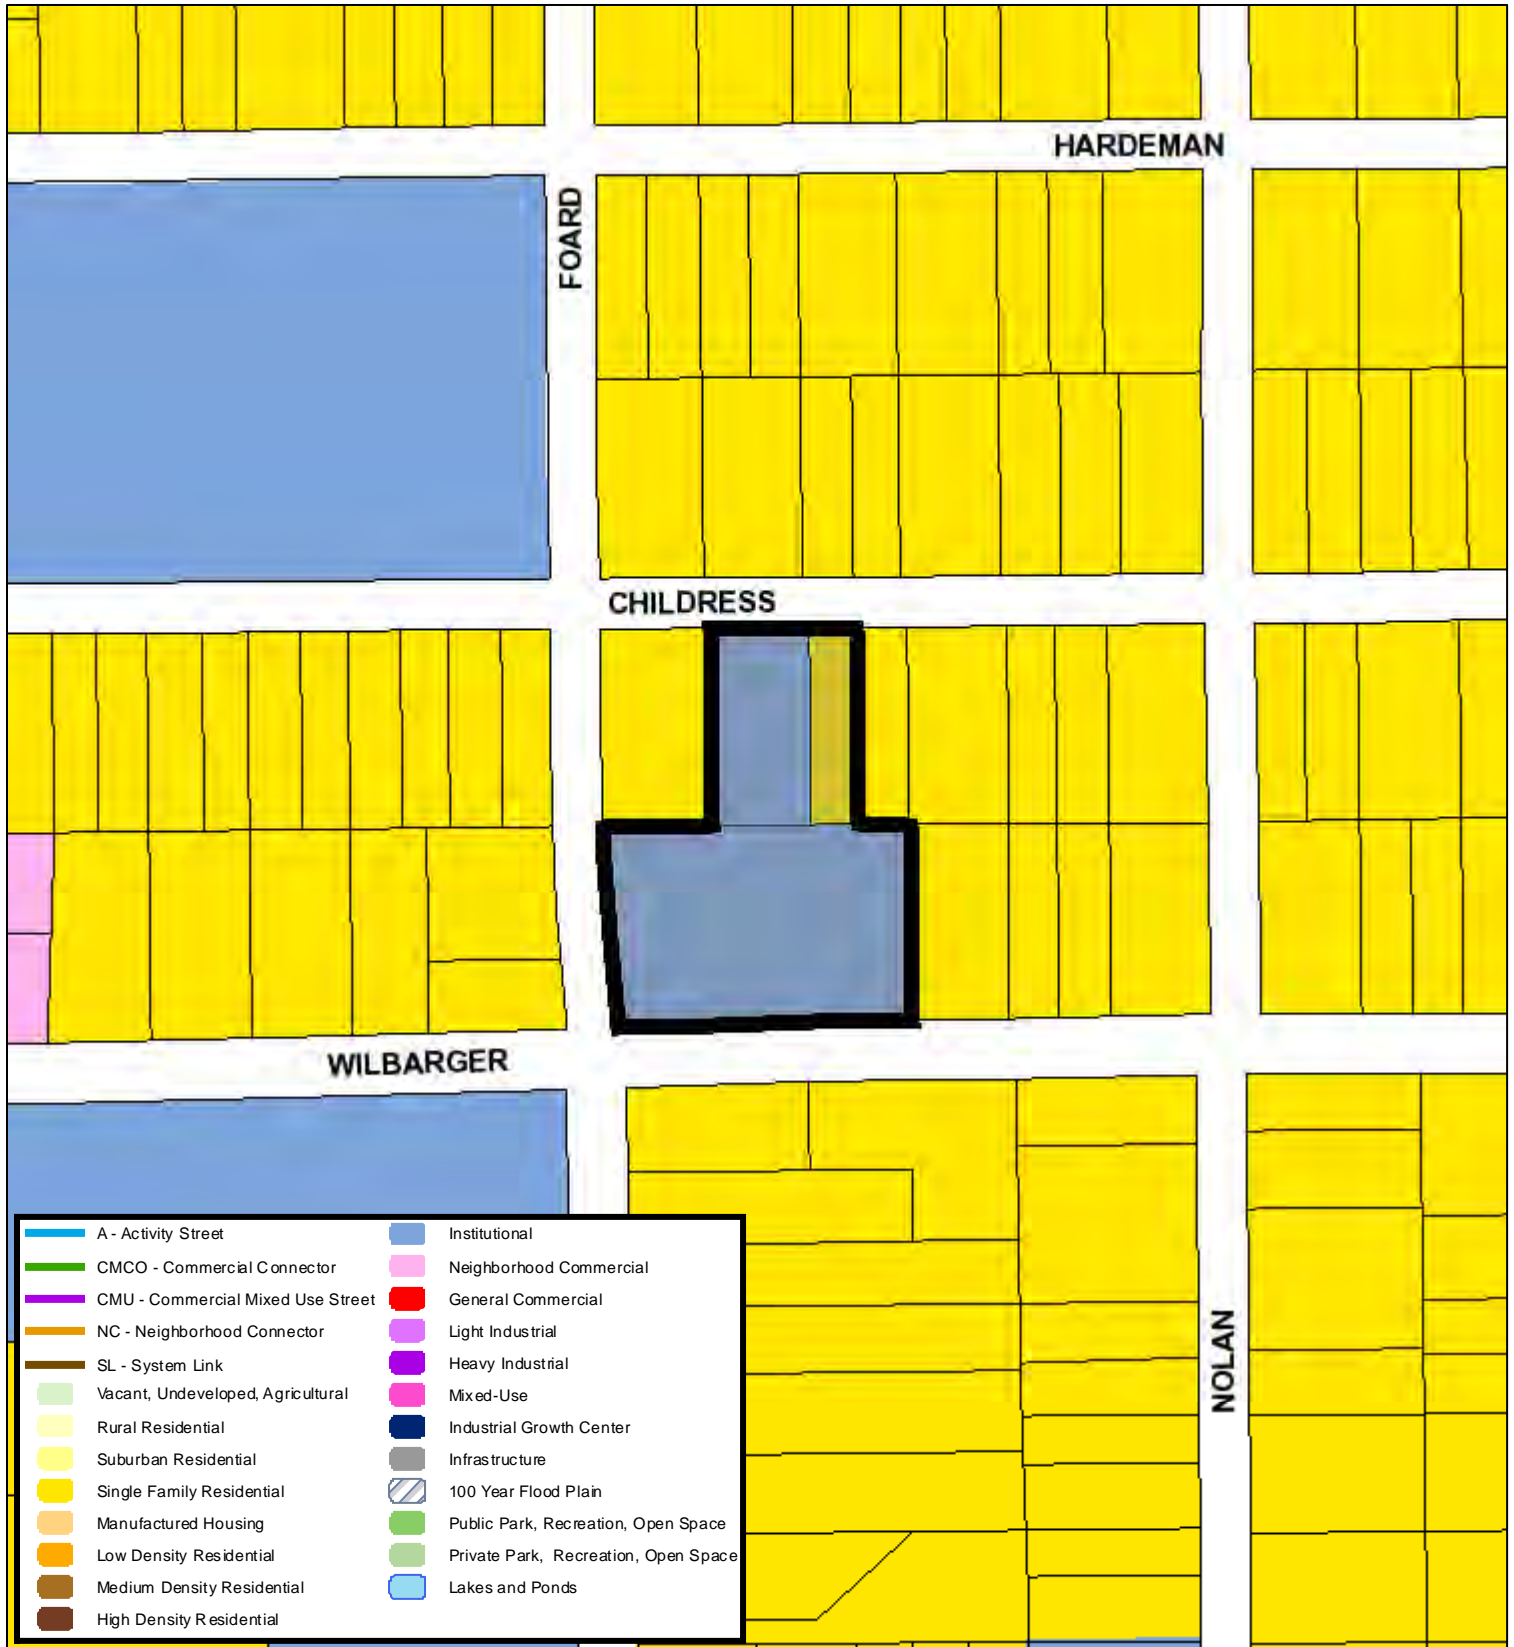 HARDEMAN
FOARD
CHILDRESS
WILBARGER
NOLAN
A - Activity Street
CMCO - Commercial Connector
CMU - Commercial Mixed Use Street
NC - Neighborhood Connector
SL - System Link
Vacant, Undeveloped, Agricultural
Rural Residential
Suburban Residential
Single Family Residential
Manufactured Housing
Low Density Residential
Medium Density Residential
High Density Residential
Institutional
Neighborhood Commercial
General Commercial
Light Industrial
Heavy Industrial
Mixed-Use
Industrial Growth Center
Infrastructure
100 Year Flood Plain
Public Park, Recreation, Open Space
Private Park, Recreation, Open Space
Lakes and Ponds